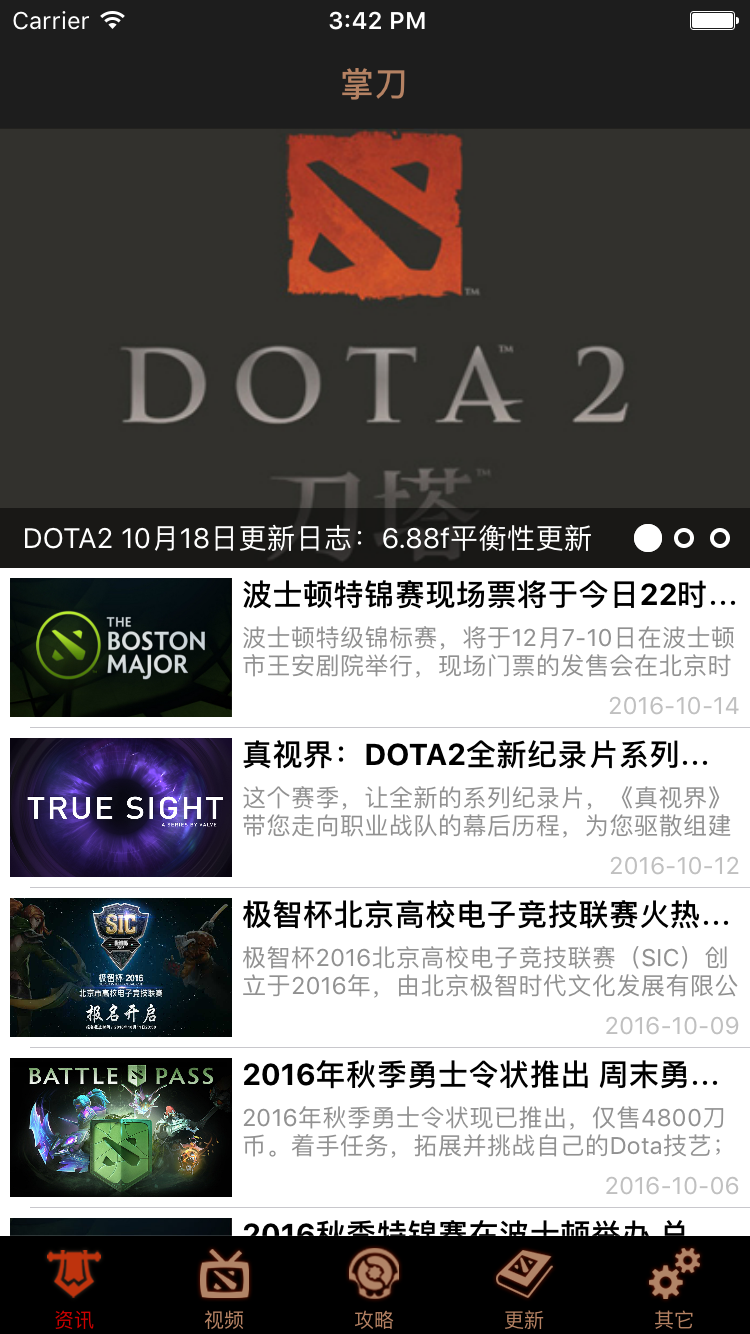 Carrier 3:42 PM
掌刀
TM
DOTA 2
TM
刀塔
TM
DOTA2 10月18日更新日志：6.88f平衡性更新
THE
BOSTON
MAJOR
波士顿特锦赛现场票将于今日22时...
波士顿特级锦标赛，将于12月7-10日在波士顿
市王安剧院举行，现场门票的发售会在北京时
2016-10-14
TRUE SIGHT
A SERIES BY VALVE
真视界：DOTA2全新纪录片系列...
这个赛季，让全新的系列纪录片，《真视界》
带您走向职业战队的幕后历程，为您驱散组建
2016-10-12
SIC
极智杯 2016
北京市高校电子竞技联赛
报名开启
极智杯北京高校电子竞技联赛火热...
极智杯2016北京高校电子竞技联赛（SIC）创
立于2016年，由北京极智时代文化发展有限公
2016-10-09
BATTLE PASS
2016年秋季勇士令状推出 周末勇...
2016年秋季勇士令状现已推出，仅售4800刀
币。着手任务，拓展并挑战自己的Dota技艺；
2016-10-06
2016秋季特锦赛在波士顿举办 总...
资讯 视频 攻略 更新 其它